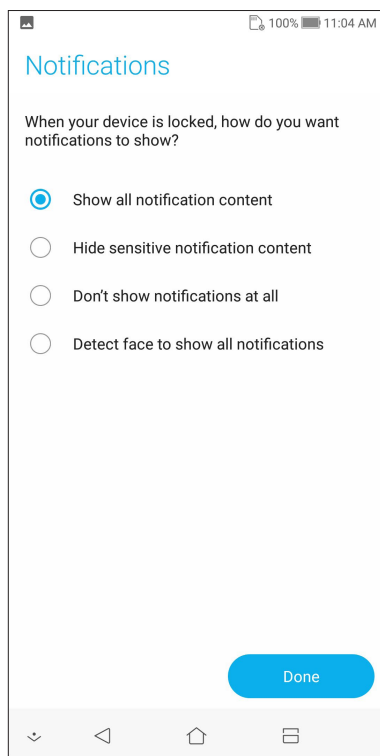 100% 11:04 AM
Notifications
When your device is locked, how do you want
notifications to show?
Show all notification content
Hide sensitive notification content
Don’t show notifications at all
Detect face to show all notifications
Done